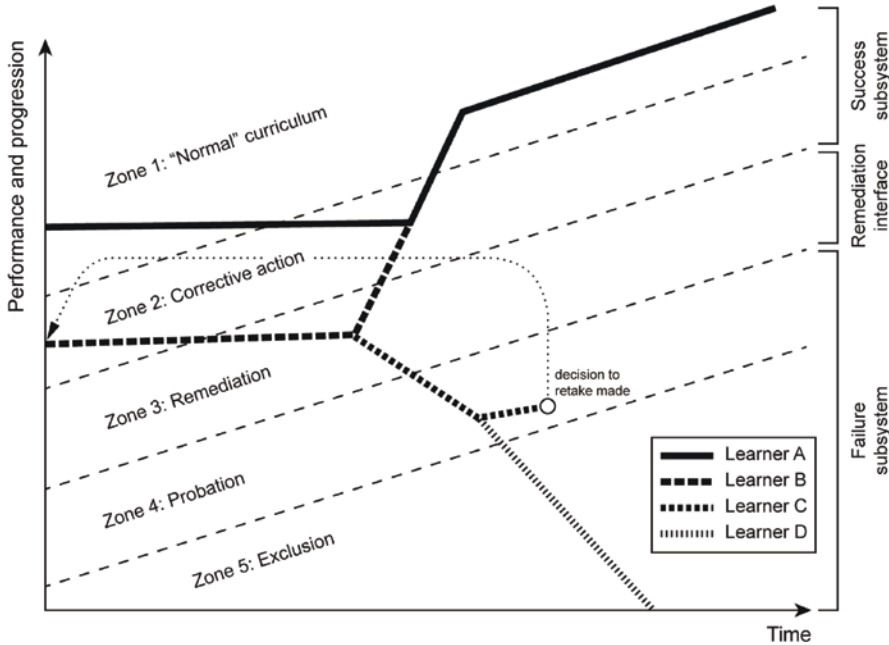 Performance and progression
Zone 1: "Normal" curriculum
Zone 2: Corrective action
Zone 3: Remediation
Zone 4: Probation
Zone 5: Exclusion
decision to
retake made
Learner A
Learner B
Learner C
Learner D
Time
Success
subsystem
Remediation
interface
Failure
subsystem